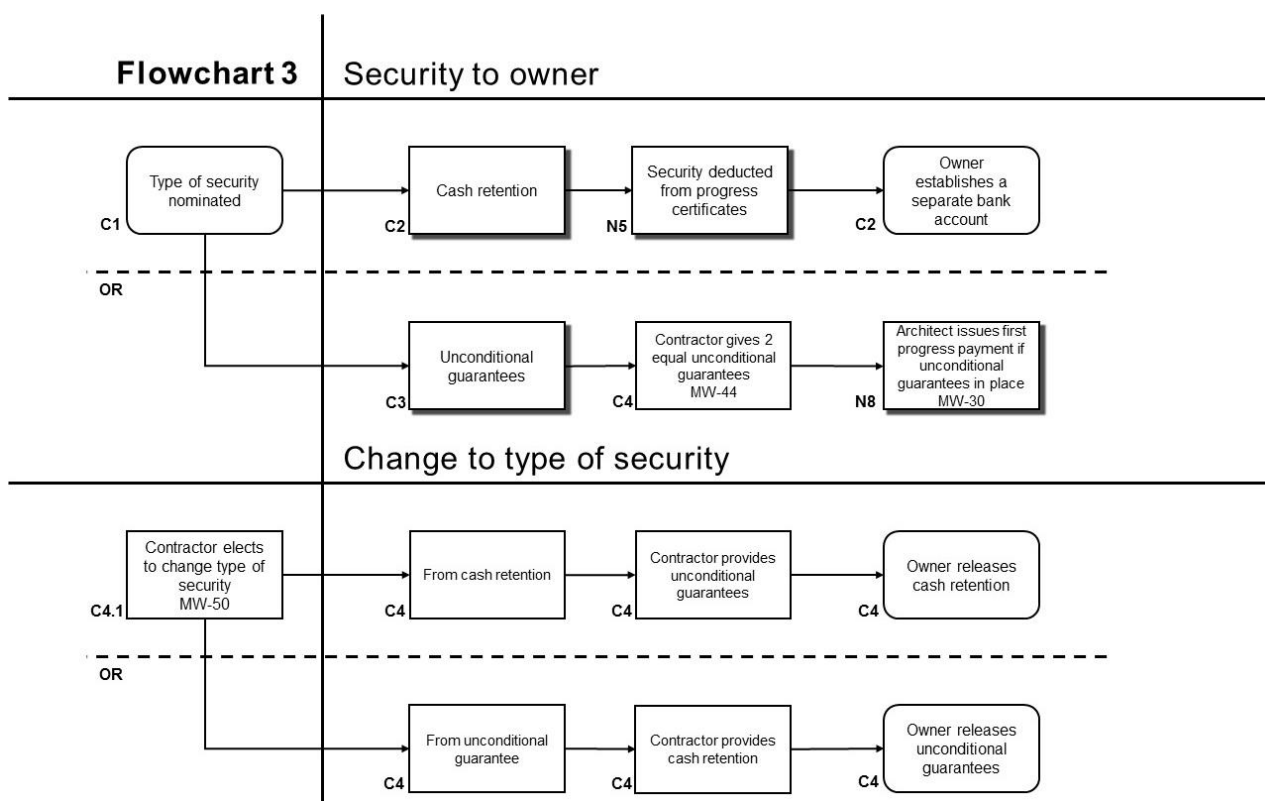 Flowchart 3
Security to owner
Type of security
nominated
C1
Cash retention
C2
Security deducted
from progress
certificates
N5
Owner
establishes a
separate bank
account
C2
OR
Unconditional
guarantees
C3
Contractor gives 2
equal unconditional
guarantees
MW-44
C4
Architect issues first
progress payment if
unconditional
guarantees in place
MW-30
N8
Change to type of security
Contractor elects
to change type of
security
MW-50
C4.1
From cash retention
C4
Contractor provides
unconditional
guarantees
C4
Owner releases
cash retention
C4
OR
From unconditional
guarantee
C4
Contractor provides
cash retention
C4
Owner releases
unconditional
guarantees
C4